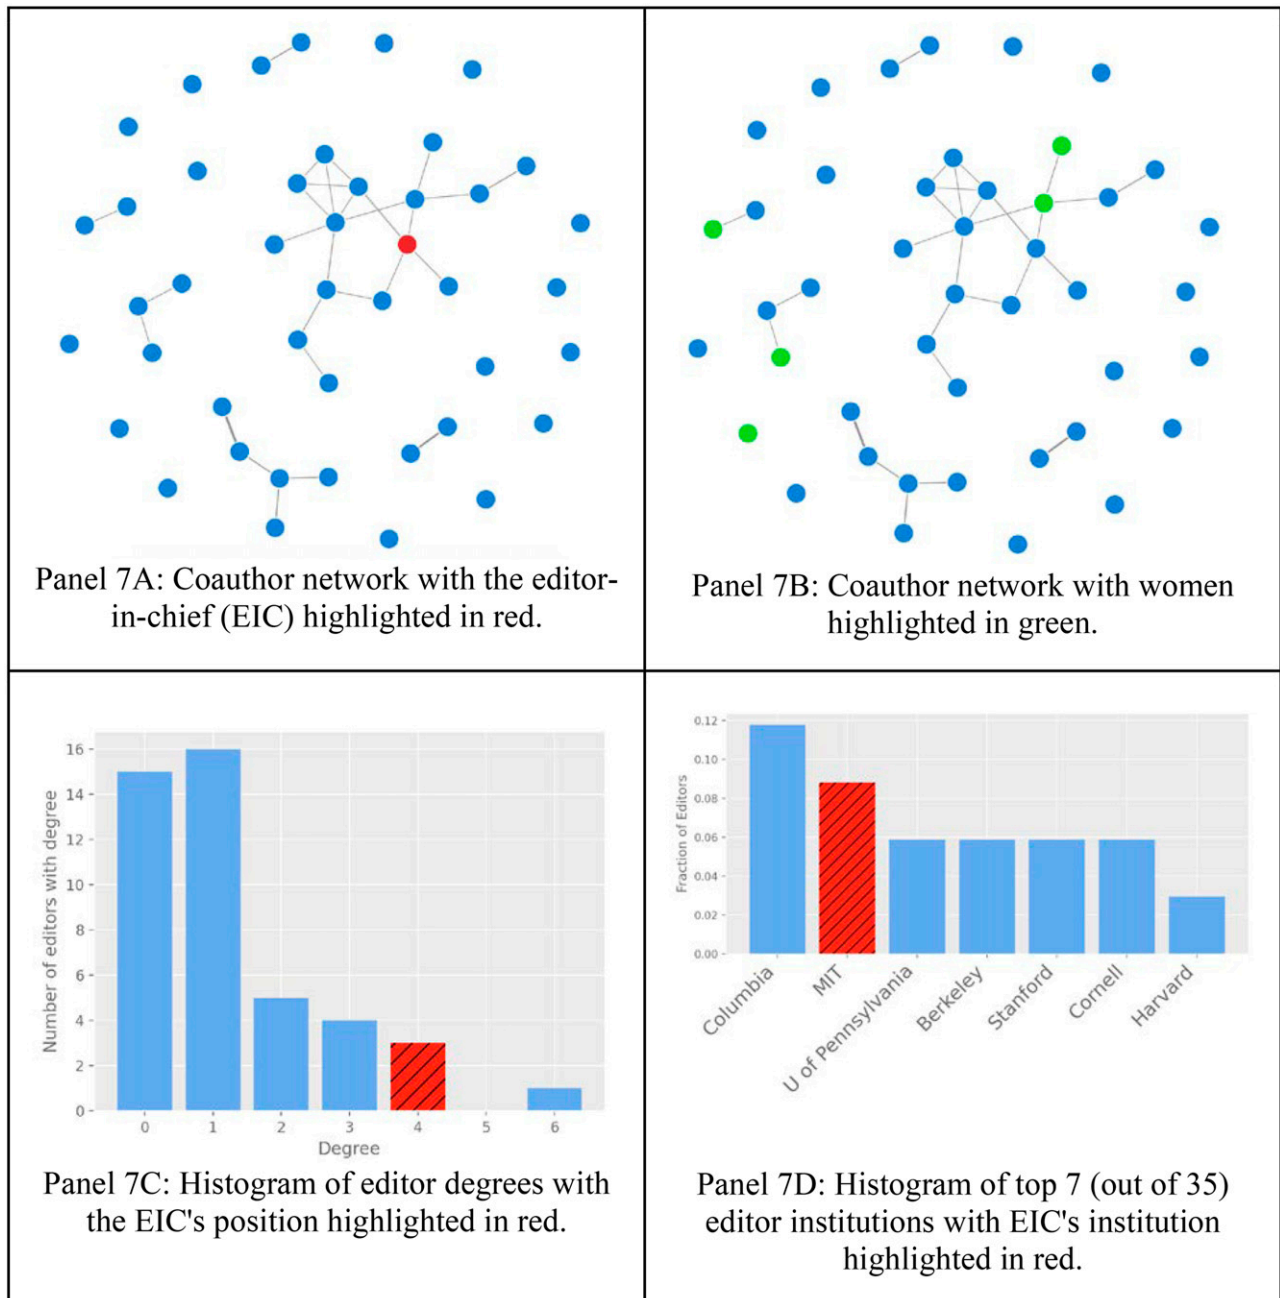 Panel 7A: Coauthor network with the editor-
in-chief (EIC) highlighted in red.
Panel 7B: Coauthor network with women
highlighted in green.
16
14
12
10
8
6
4
2
0
Number of editors with degree
0 1 2 3 4 5 6
Degree
Panel 7C: Histogram of editor degrees with
the EIC's position highlighted in red.
0.12
0.10
0.08
0.06
0.04
0.02
0.00
Fraction of Editors
Columbia
MIT
U of Pennsylvania
Berkeley
Stanford
Cornell
Harvard
Panel 7D: Histogram of top 7 (out of 35)
editor institutions with EIC's institution
highlighted in red.